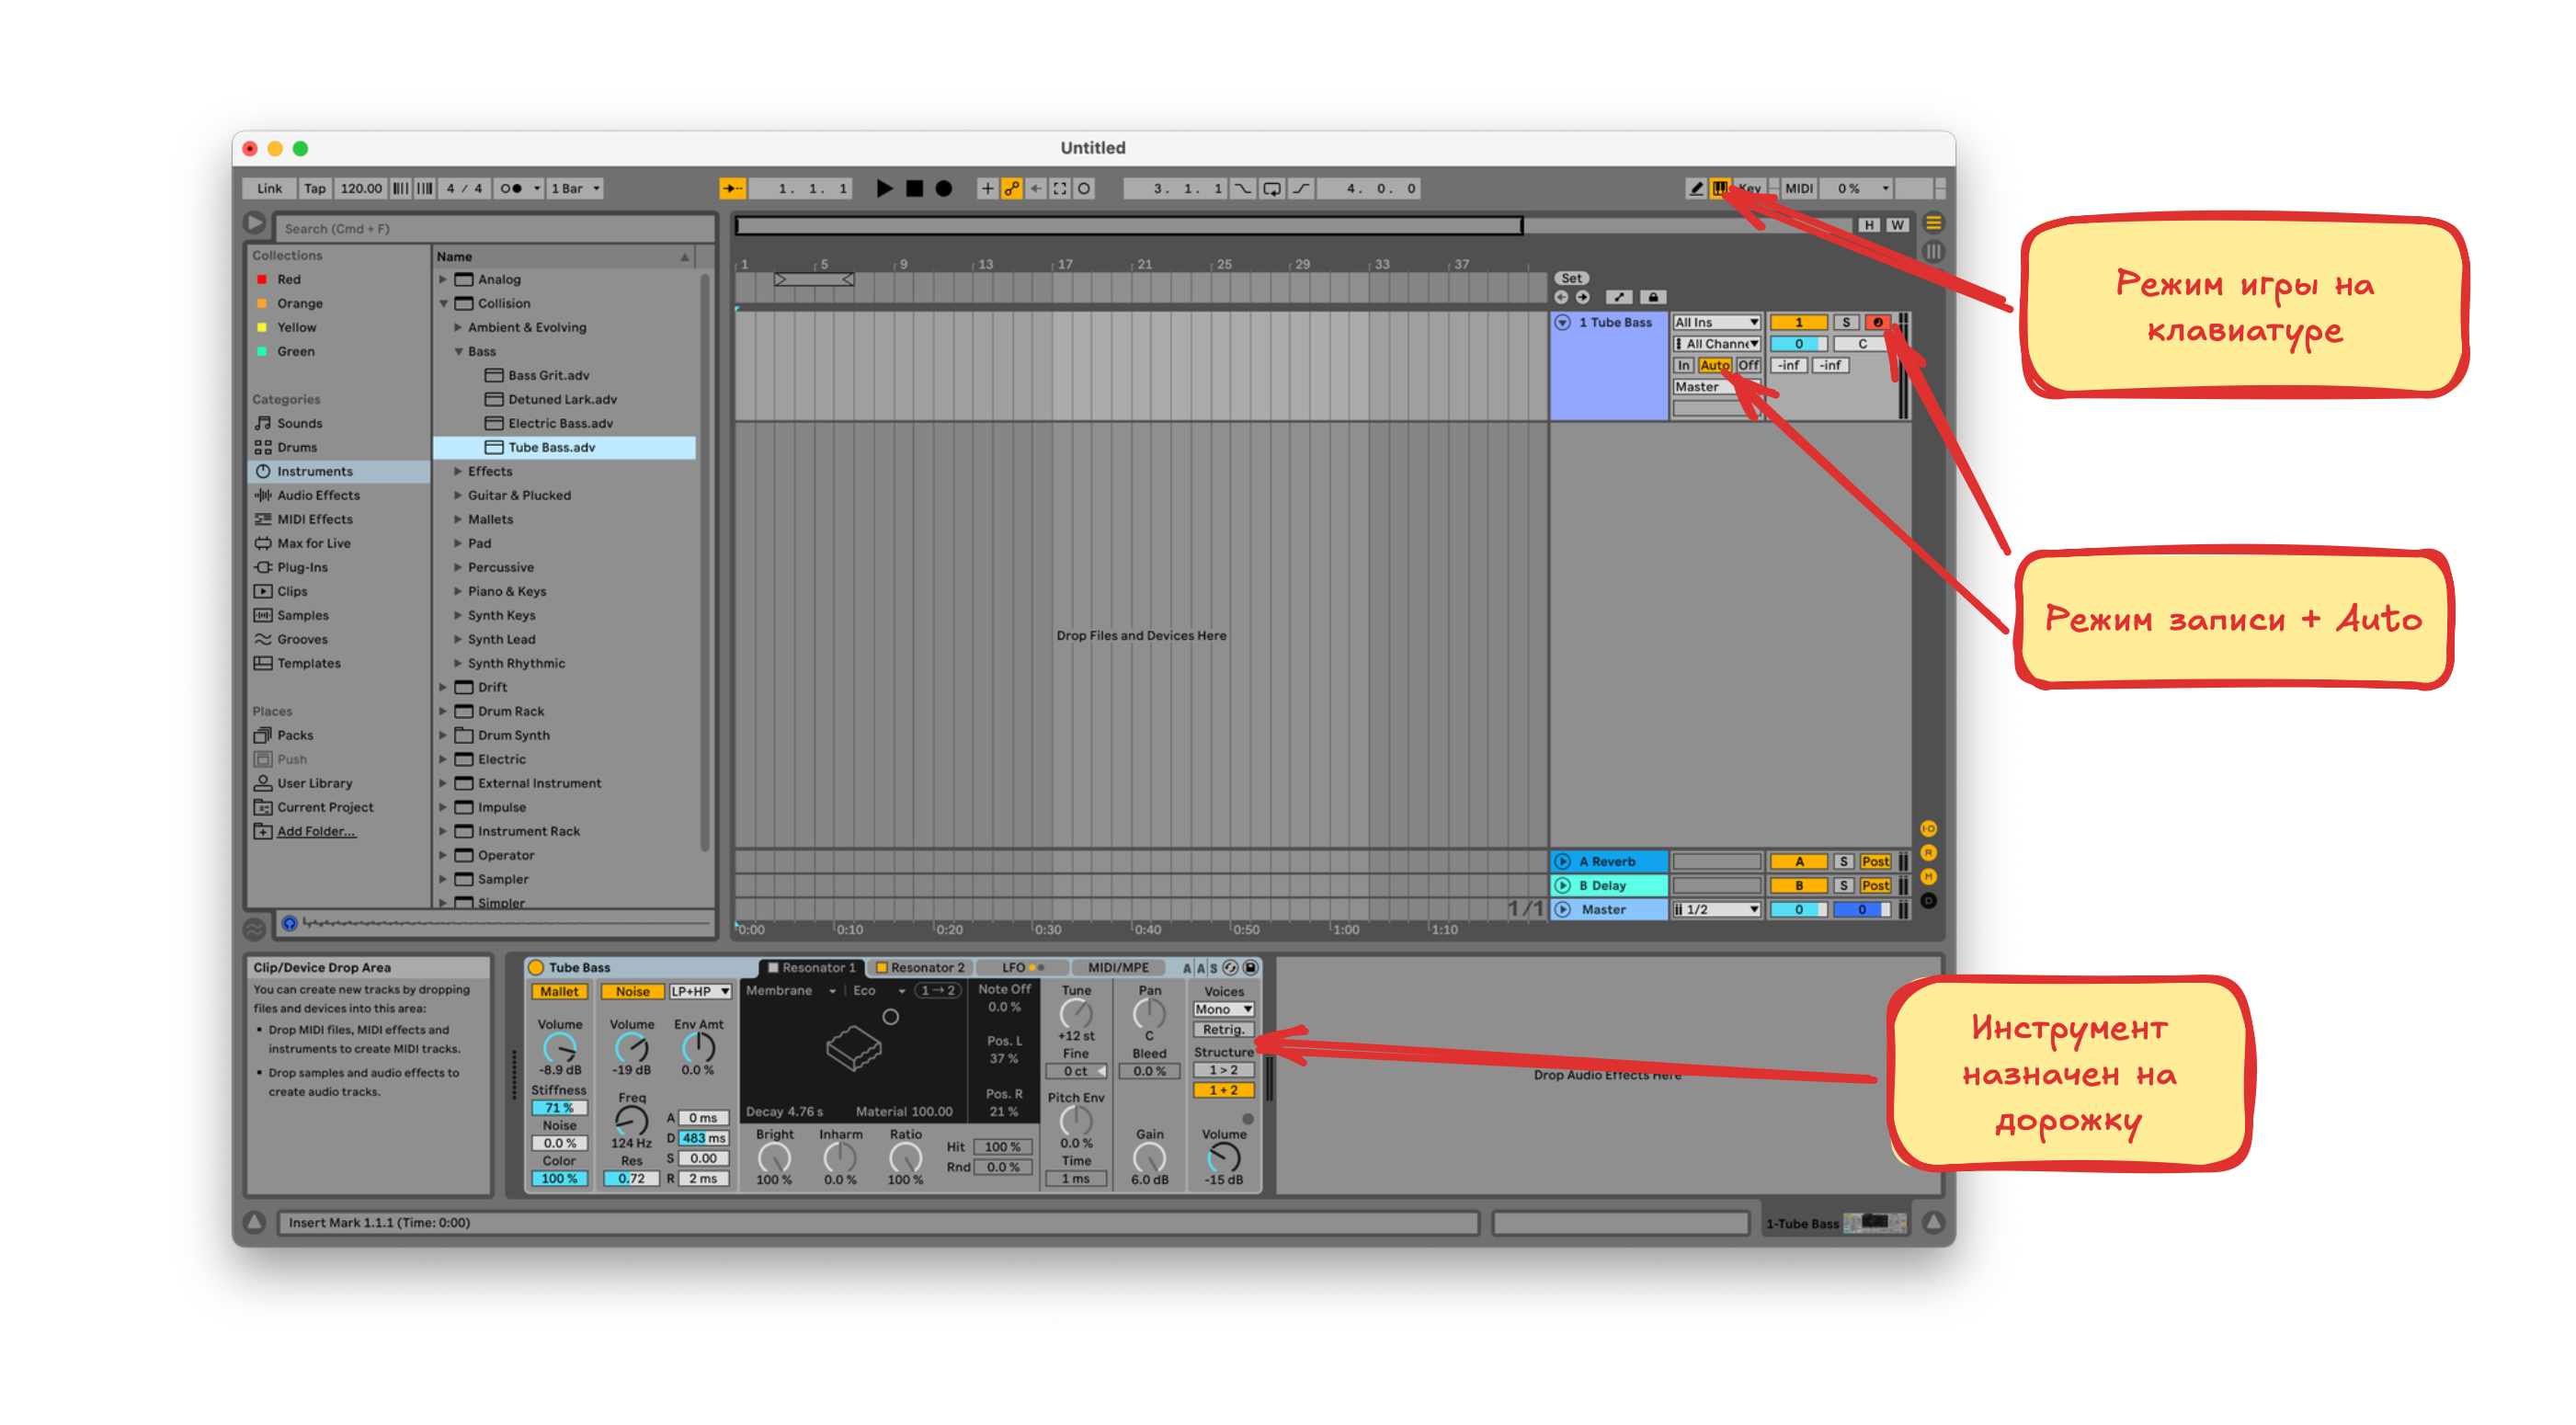 Untitled
Link Tap 120.00 4 / 4 1 Bar 1. 1. 1 3. 1. 1 4. 0. 0 Key MIDI 0 %
Search (Cmd + F)
H W
Collections
Red
Orange
Yellow
Green
Categories
Sounds
Drums
Instruments
Audio Effects
MIDI Effects
Max for Live
Plug-Ins
Clips
Samples
Grooves
Templates
Places
Packs
Push
User Library
Current Project
Add Folder...
Name
Analog
Collision
Ambient & Evolving
Bass
Bass Grit.adv
Detuned Lark.adv
Electric Bass.adv
Tube Bass.adv
Effects
Guitar & Plucked
Mallets
Pad
Percussive
Piano & Keys
Synth Keys
Synth Lead
Synth Rhythmic
Drift
Drum Rack
Drum Synth
Electric
External Instrument
Impulse
Instrument Rack
Operator
Sampler
Simpler
1 5 9 13 17 21 25 29 33 37
Set
1 Tube Bass All Ins 1 S
All Channe 0 C
In Auto Off -inf -inf
Master
Drop Files and Devices Here
A Reverb A S Post
B Delay B S Post
1/1 Master 1/2 0 0
0:00 0:10 0:20 0:30 0:40 0:50 1:00 1:10
I·O
R
M
D
Режим игры на
клавиатуре
Режим записи + Auto
Инструмент
назначен на
дорожку
Clip/Device Drop Area
You can create new tracks by dropping
files and devices into this area:
▪ Drop MIDI files, MIDI effects and
instruments to create MIDI tracks.
▪ Drop samples and audio effects to
create audio tracks.
Tube Bass Resonator 1 Resonator 2 LFO MIDI/MPE A A S
Mallet
Volume
-8.9 dB
Stiffness
71 %
Noise
0.0 %
Color
100 %
Noise LP+HP
Volume Env Amt
-19 dB 0.0 %
Freq
124 Hz
Res
0.72
A 0 ms
D 483 ms
S 0.00
R 2 ms
Membrane Eco 1→2
Decay 4.76 s Material 100.00
Note Off
0.0 %
Pos. L
37 %
Pos. R
21 %
Bright Inharm Ratio
100 % 0.0 % 100 %
Hit 100 %
Rnd 0.0 %
Tune
+12 st
Fine
0 ct
Pitch Env
0.0 %
Time
1 ms
Pan
C
Bleed
0.0 %
Gain
6.0 dB
Voices
Mono
Retrig.
Structure
1 > 2
1 + 2
Volume
-15 dB
Drop Audio Effects Here
Insert Mark 1.1.1 (Time: 0:00)
1-Tube Bass